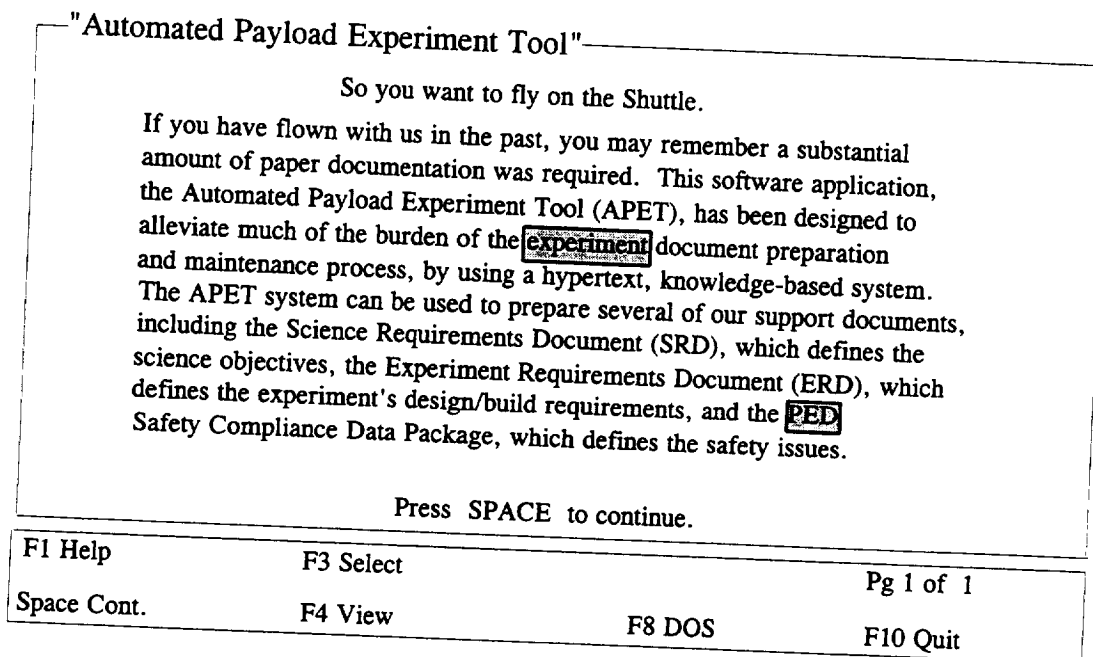 "Automated Payload Experiment Tool"
So you want to fly on the Shuttle.
If you have flown with us in the past, you may remember a substantial
amount of paper documentation was required. This software application,
the Automated Payload Experiment Tool (APET), has been designed to
alleviate much of the burden of the experiment document preparation
and maintenance process, by using a hypertext, knowledge-based system.
The APET system can be used to prepare several of our support documents,
including the Science Requirements Document (SRD), which defines the
science objectives, the Experiment Requirements Document (ERD), which
defines the experiment's design/build requirements, and the PED
Safety Compliance Data Package, which defines the safety issues.
Press SPACE to continue.
F1 Help F3 Select Pg 1 of 1
Space Cont. F4 View F8 DOS F10 Quit